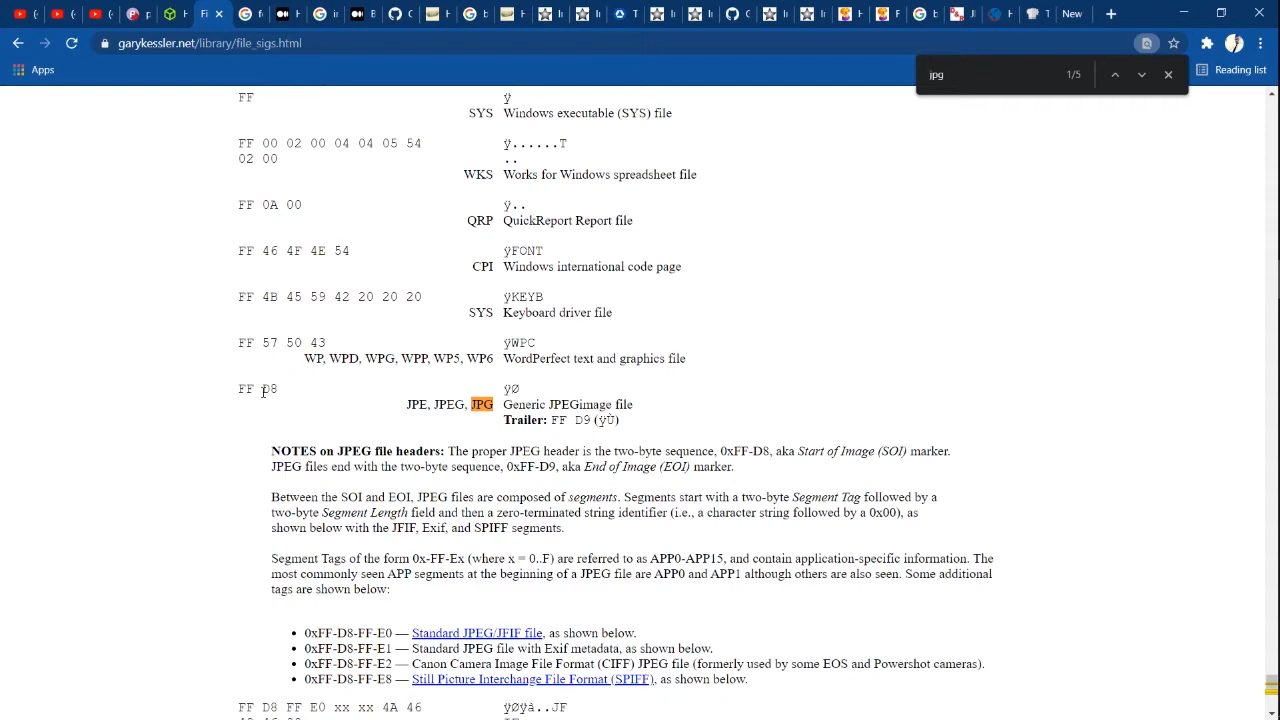 garykessler.net/library/file_sigs.html
Apps
jpg 1/5
Reading list
FF ÿ
SYS Windows executable (SYS) file
FF 00 02 00 04 04 05 54 ÿ......T
02 00 ..
WKS Works for Windows spreadsheet file
FF 0A 00 ÿ..
QRP QuickReport Report file
FF 46 4F 4E 54 ÿFONT
CPI Windows international code page
FF 4B 45 59 42 20 20 20 ÿKEYB
SYS Keyboard driver file
FF 57 50 43 ÿWPC
WP, WPD, WPG, WPP, WP5, WP6 WordPerfect text and graphics file
FF D8 ÿØ
JPE, JPEG, JPG Generic JPEGimage file
Trailer: FF D9 (ÿÙ)
NOTES on JPEG file headers: The proper JPEG header is the two-byte sequence, 0xFF-D8, aka Start of Image (SOI) marker.
JPEG files end with the two-byte sequence, 0xFF-D9, aka End of Image (EOI) marker.
Between the SOI and EOI, JPEG files are composed of segments. Segments start with a two-byte Segment Tag followed by a
two-byte Segment Length field and then a zero-terminated string identifier (i.e., a character string followed by a 0x00), as
shown below with the JFIF, Exif, and SPIFF segments.
Segment Tags of the form 0x-FF-Ex (where x = 0..F) are referred to as APP0-APP15, and contain application-specific information. The
most commonly seen APP segments at the beginning of a JPEG file are APP0 and APP1 although others are also seen. Some additional
tags are shown below:
• 0xFF-D8-FF-E0 — Standard JPEG/JFIF file, as shown below.
• 0xFF-D8-FF-E1 — Standard JPEG file with Exif metadata, as shown below.
• 0xFF-D8-FF-E2 — Canon Camera Image File Format (CIFF) JPEG file (formerly used by some EOS and Powershot cameras).
• 0xFF-D8-FF-E8 — Still Picture Interchange File Format (SPIFF), as shown below.
FF D8 FF E0 xx xx 4A 46 ÿØÿà..JF